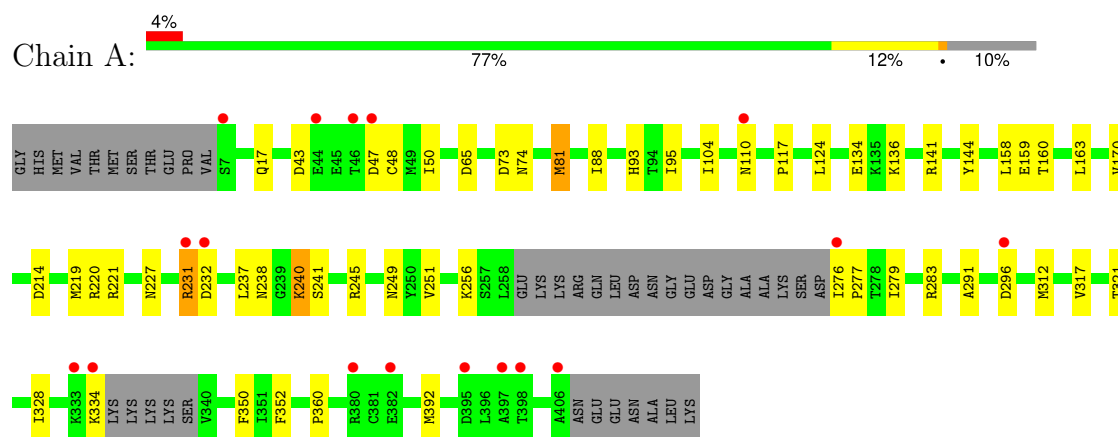 4%
Chain A:
77% 12% • 10%
GLY HIS MET VAL THR MET SER THR GLU PRO VAL S7 Q17 D43 E44 E45 T46 D47 C48 M49 I50 D65 D73 N74 M81 I88 H93 T94 I95 I104 N110 P117 L124 E134 K135 K136 R141 Y144 L158 E159 T160 L163 V170
D214 M219 R220 R221 N227 R231 D232 L237 N238 G239 K240 S241 R245 N249 Y250 V251 K256 S257 L258 GLU LYS LYS ARG GLN LEU ASP ASN GLY GLU ASP GLY ALA ALA LYS SER ASP I276 P277 T278 I279 R283 A291 D296 M312 V317 T321
I328 K333 K334 LYS LYS LYS LYS SER V340 F350 I351 F352 P360 M392 R380 C381 E382 D395 L396 A397 T398 A406 ASN GLU GLU ASN ALA LEU LYS